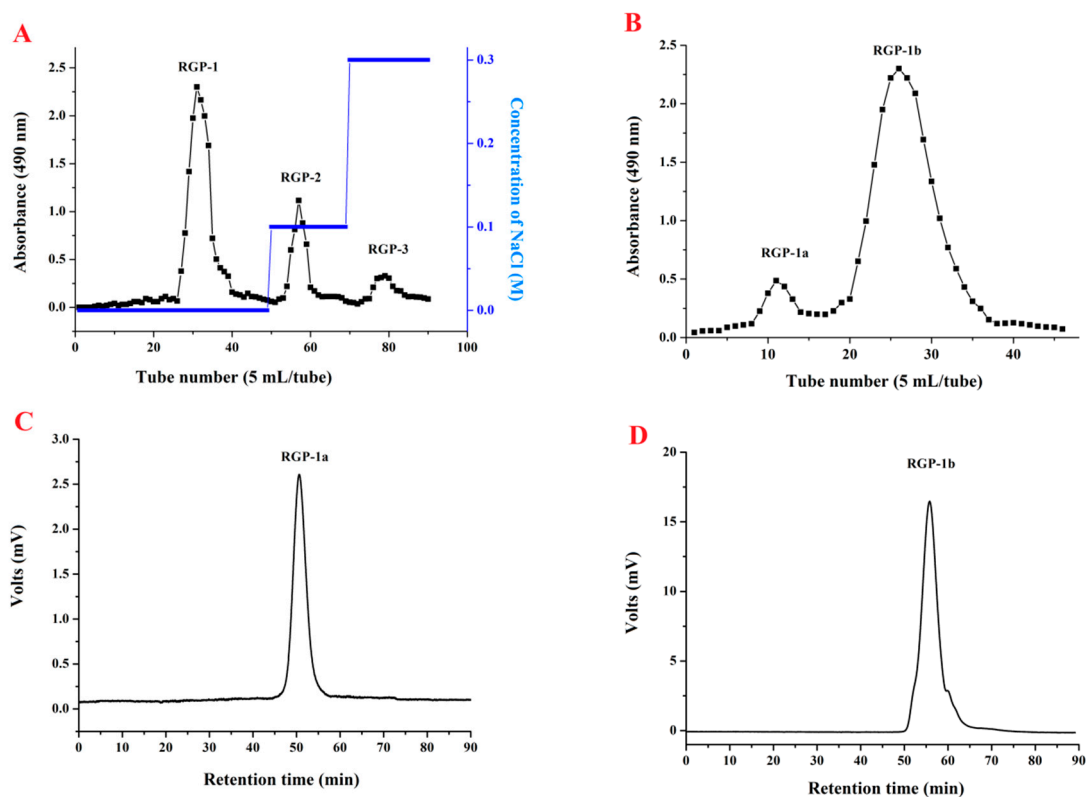 A
RGP-1
RGP-2
RGP-3
2.5
2.0
1.5
1.0
0.5
0.0
0.3
0.2
0.1
0.0
0 20 40 60 80 100
Absorbance (490 nm)
Concentration of NaCl (M)
Tube number (5 mL/tube)
B
RGP-1b
RGP-1a
2.5
2.0
1.5
1.0
0.5
0.0
0 10 20 30 40
Absorbance (490 nm)
Tube number (5 mL/tube)
C
RGP-1a
3.0
2.5
2.0
1.5
1.0
0.5
0.0
0 10 20 30 40 50 60 70 80 90
Volts (mV)
Retention time (min)
D
RGP-1b
20
15
10
5
0
0 10 20 30 40 50 60 70 80 90
Volts (mV)
Retention time (min)